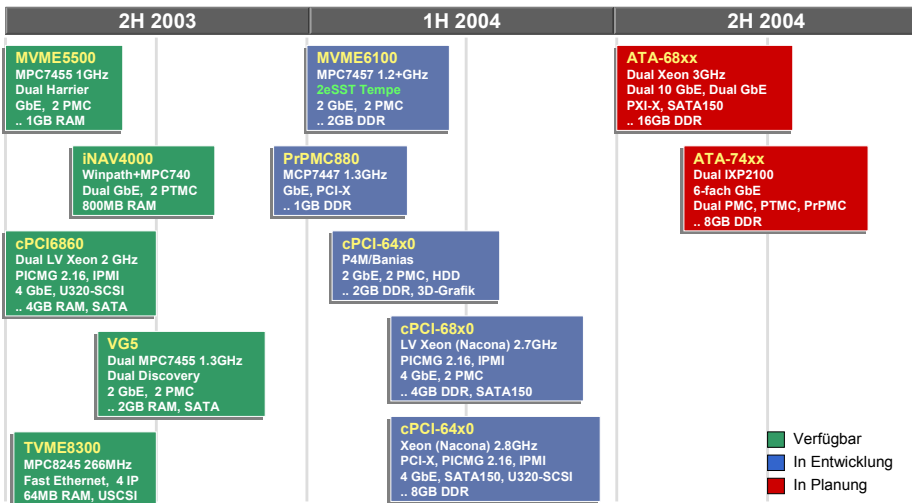 2H 2003
1H 2004
2H 2004
MVME5500
MPC7455 1GHz
Dual Harrier
GbE, 2 PMC
.. 1GB RAM
iNAV4000
Winpath+MPC740
Dual GbE, 2 PTMC
800MB RAM
cPCI6860
Dual LV Xeon 2 GHz
PICMG 2.16, IPMI
4 GbE, U320-SCSI
.. 4GB RAM, SATA
VG5
Dual MPC7455 1.3GHz
Dual Discovery
2 GbE, 2 PMC
.. 2GB RAM, SATA
TVME8300
MPC8245 266MHz
Fast Ethernet, 4 IP
64MB RAM, USCSI
MVME6100
MPC7457 1.2+GHz
2eSST Tempe
2 GbE, 2 PMC
.. 2GB DDR
PrPMC880
MCP7447 1.3GHz
GbE, PCI-X
.. 1GB DDR
cPCI-64x0
P4M/Banias
2 GbE, 2 PMC, HDD
.. 2GB DDR, 3D-Grafik
cPCI-68x0
LV Xeon (Nacona) 2.7GHz
PICMG 2.16, IPMI
4 GbE, 2 PMC
.. 4GB DDR, SATA150
cPCI-64x0
Xeon (Nacona) 2.8GHz
PCI-X, PICMG 2.16, IPMI
4 GbE, SATA150, U320-SCSI
.. 8GB DDR
ATA-68xx
Dual Xeon 3GHz
Dual 10 GbE, Dual GbE
PXI-X, SATA150
.. 16GB DDR
ATA-74xx
Dual IXP2100
6-fach GbE
Dual PMC, PTMC, PrPMC
.. 8GB DDR
Verfügbar
In Entwicklung
In Planung